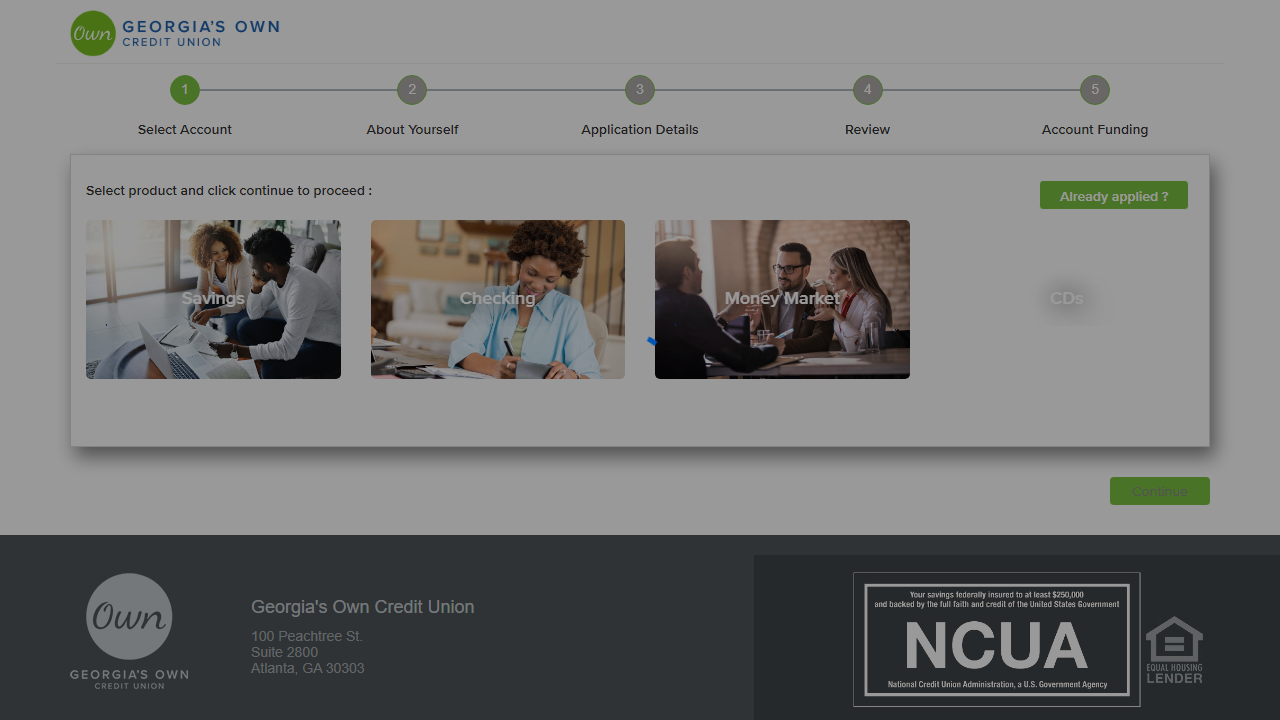 Own
GEORGIA'S OWN
CREDIT UNION
1
2
3
4
5
Select Account
About Yourself
Application Details
Review
Account Funding
Select product and click continue to proceed :
Already applied ?
Savings
Checking
Money Market
CDs
Continue
Own
GEORGIA'S OWN
CREDIT UNION
Georgia's Own Credit Union
100 Peachtree St.
Suite 2800
Atlanta, GA 30303
Your savings federally insured to at least $250,000
and backed by the full faith and credit of the United States Government
NCUA
National Credit Union Administration, a U.S. Government Agency
EQUAL HOUSING
LENDER